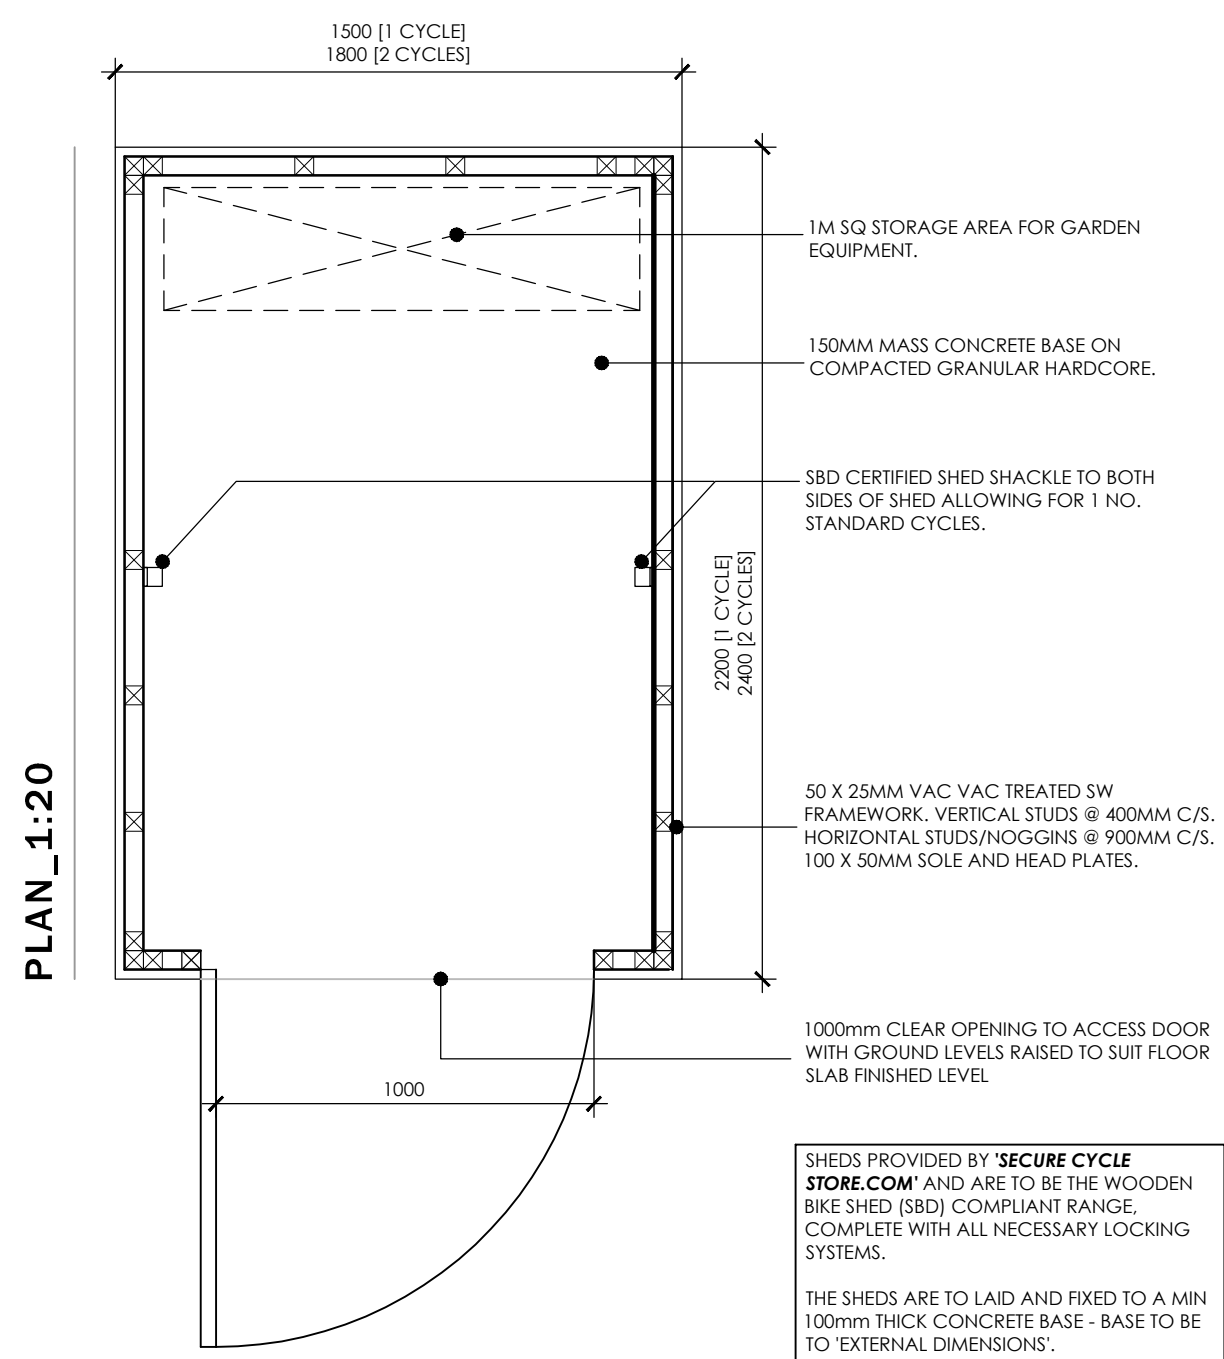 1500 [1 CYCLE]
1800 [2 CYCLES]
1M SQ STORAGE AREA FOR GARDEN
EQUIPMENT.
150MM MASS CONCRETE BASE ON
COMPACTED GRANULAR HARDCORE.
SBD CERTIFIED SHED SHACKLE TO BOTH
SIDES OF SHED ALLOWING FOR 1 NO.
STANDARD CYCLES.
2200 [1 CYCLE]
2400 [2 CYCLES]
PLAN_1:20
50 X 25MM VAC VAC TREATED SW
FRAMEWORK. VERTICAL STUDS @ 400MM C/S.
HORIZONTAL STUDS/NOGGINS @ 900MM C/S.
100 X 50MM SOLE AND HEAD PLATES.
1000mm CLEAR OPENING TO ACCESS DOOR
WITH GROUND LEVELS RAISED TO SUIT FLOOR
SLAB FINISHED LEVEL
1000
SHEDS PROVIDED BY 'SECURE CYCLE
STORE.COM' AND ARE TO BE THE WOODEN
BIKE SHED (SBD) COMPLIANT RANGE,
COMPLETE WITH ALL NECESSARY LOCKING
SYSTEMS.
THE SHEDS ARE TO LAID AND FIXED TO A MIN
100mm THICK CONCRETE BASE - BASE TO BE
TO 'EXTERNAL DIMENSIONS'.